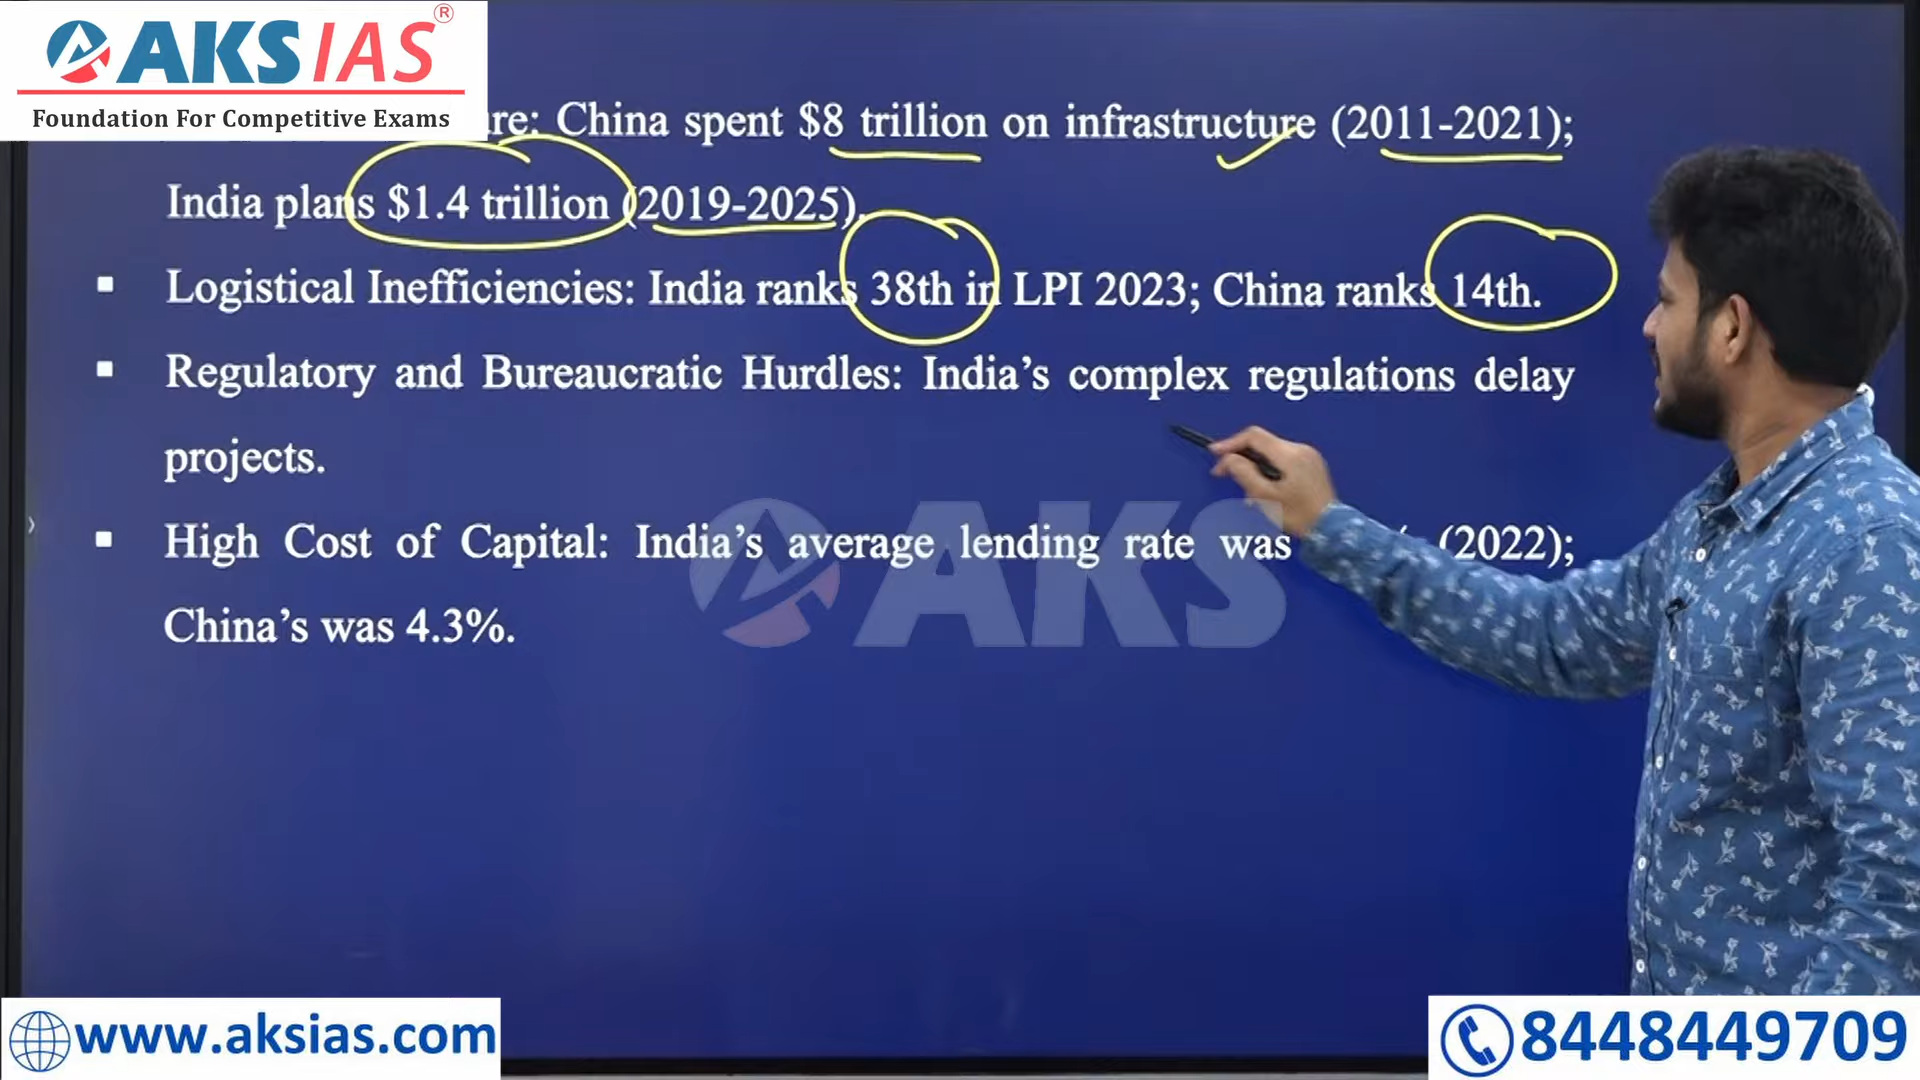 AKS IAS®
Foundation For Competitive Exams
China spent $8 trillion on infrastructure (2011-2021);
India plans $1.4 trillion (2019-2025).
▪ Logistical Inefficiencies: India ranks 38th in LPI 2023; China ranks 14th.
▪ Regulatory and Bureaucratic Hurdles: India’s complex regulations delay
projects.
▪ High Cost of Capital: India’s average lending rate was (2022);
China’s was 4.3%.
AKS
www.aksias.com
8448449709